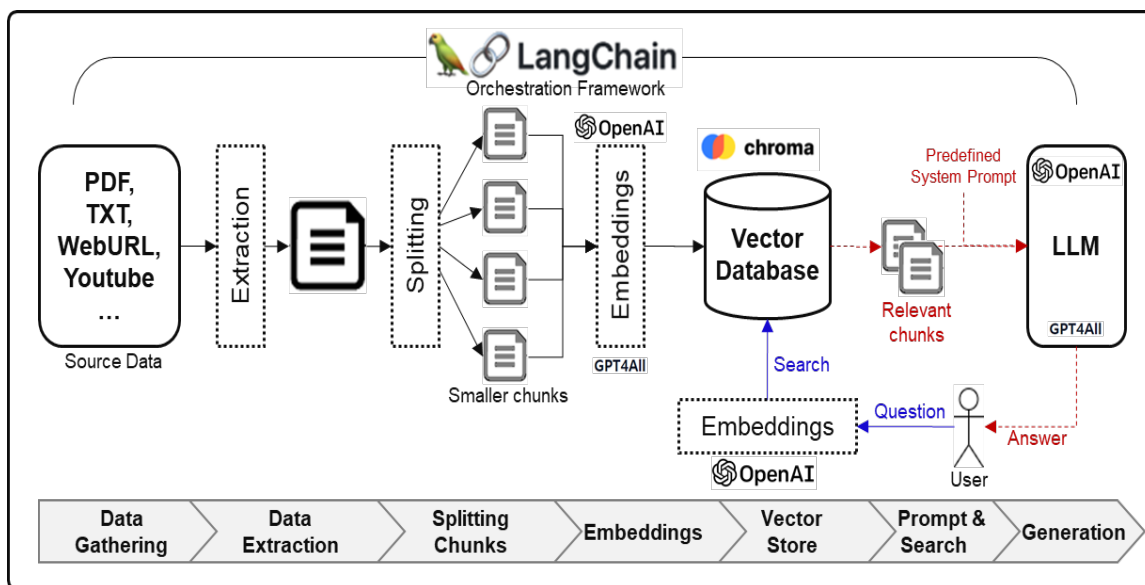 LangChain
Orchestration Framework
PDF,
TXT,
WebURL,
Youtube
...
Source Data
Extraction
Splitting
Smaller chunks
OpenAI
Embeddings
GPT4All
chroma
Vector
Database
Predefined
System Prompt
Relevant
chunks
OpenAI
LLM
GPT4All
Search
Embeddings
OpenAI
Question
User
Answer
Data
Gathering
Data
Extraction
Splitting
Chunks
Embeddings
Vector
Store
Prompt &
Search
Generation